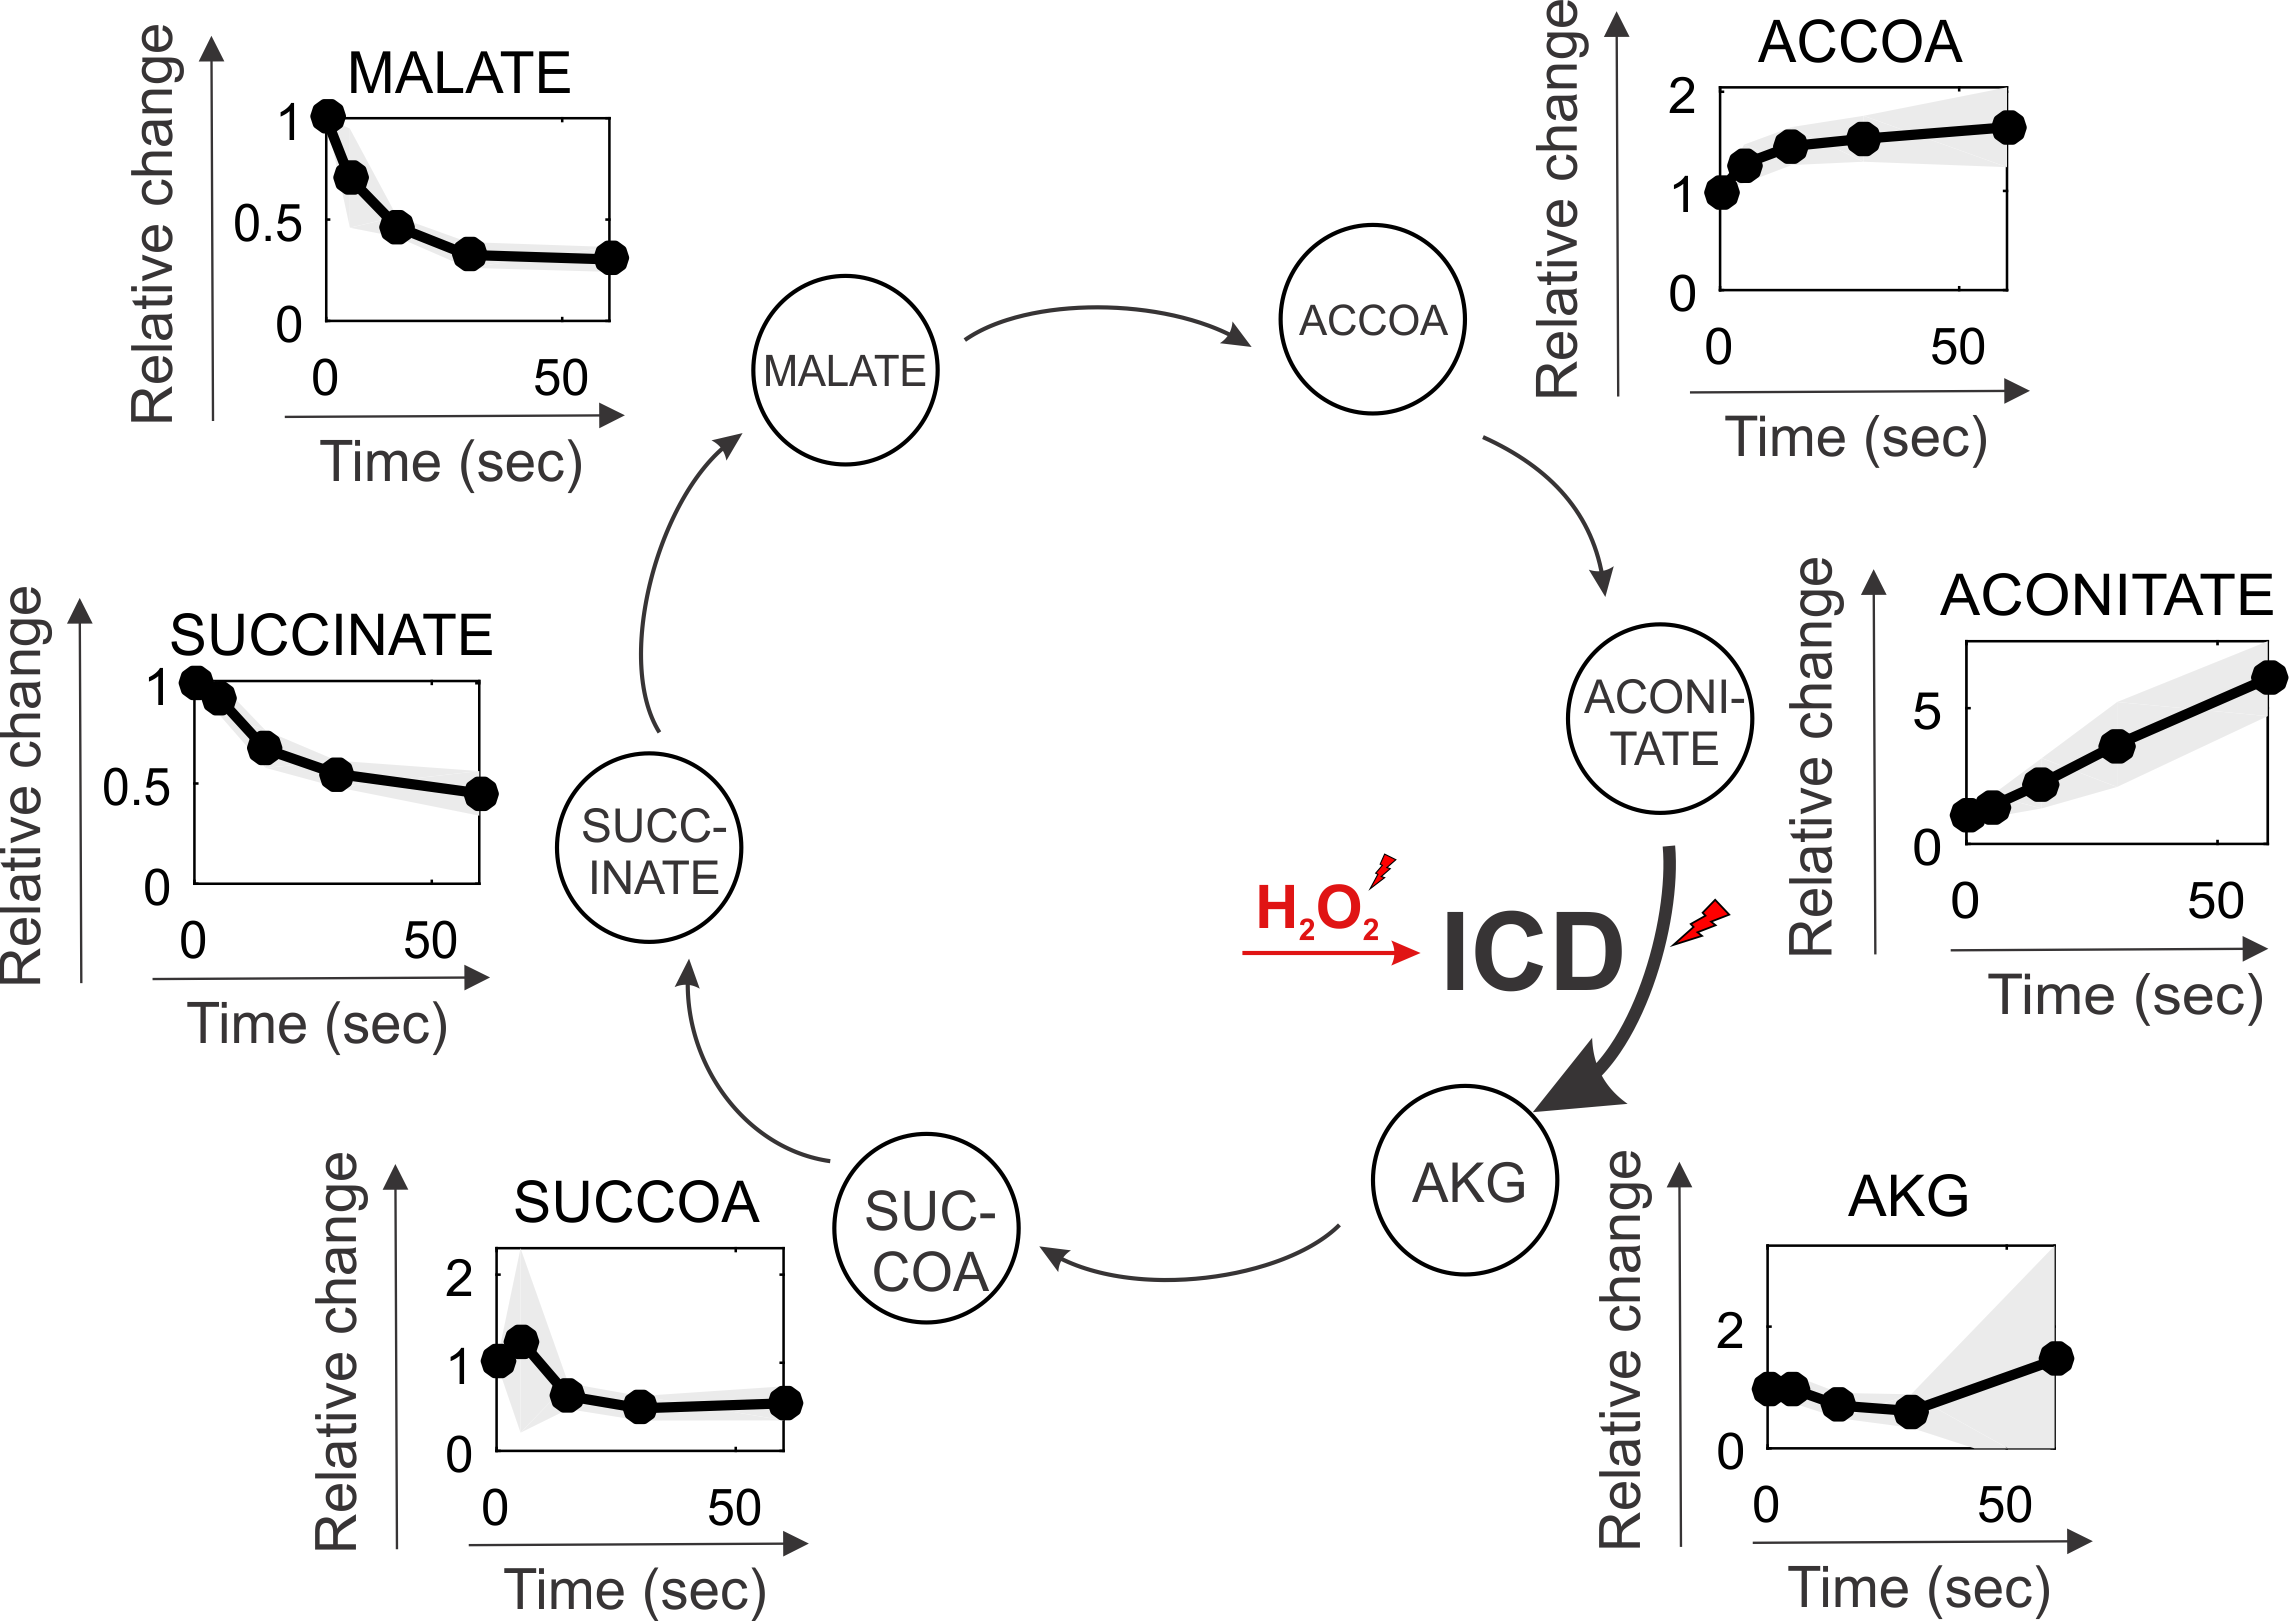 Relative change
MALATE
1
0.5
0
0
50
Time (sec)
Relative change
ACCOA
2
1
0
0
50
Time (sec)
MALATE
ACCOA
Relative change
SUCCINATE
1
0.5
0
0
50
Time (sec)
SUCC-
INATE
ACONI-
TATE
Relative change
ACONITATE
5
0
0
50
Time (sec)
H2O2
ICD
Relative change
SUCCOA
2
1
0
0
50
Time (sec)
SUC-
COA
AKG
Relative change
AKG
2
0
0
50
Time (sec)